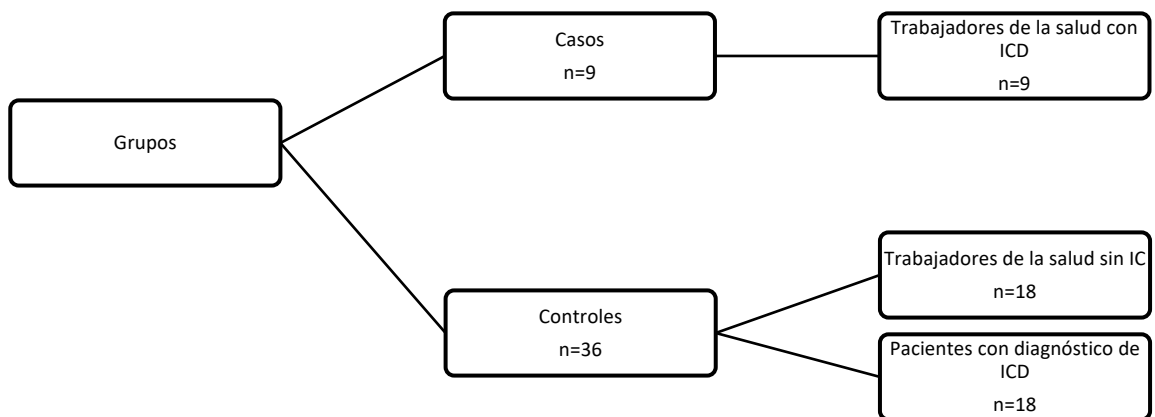 Grupos
Casos
n=9
Trabajadores de la salud con
ICD
n=9
Controles
n=36
Trabajadores de la salud sin IC
n=18
Pacientes con diagnóstico de
ICD
n=18